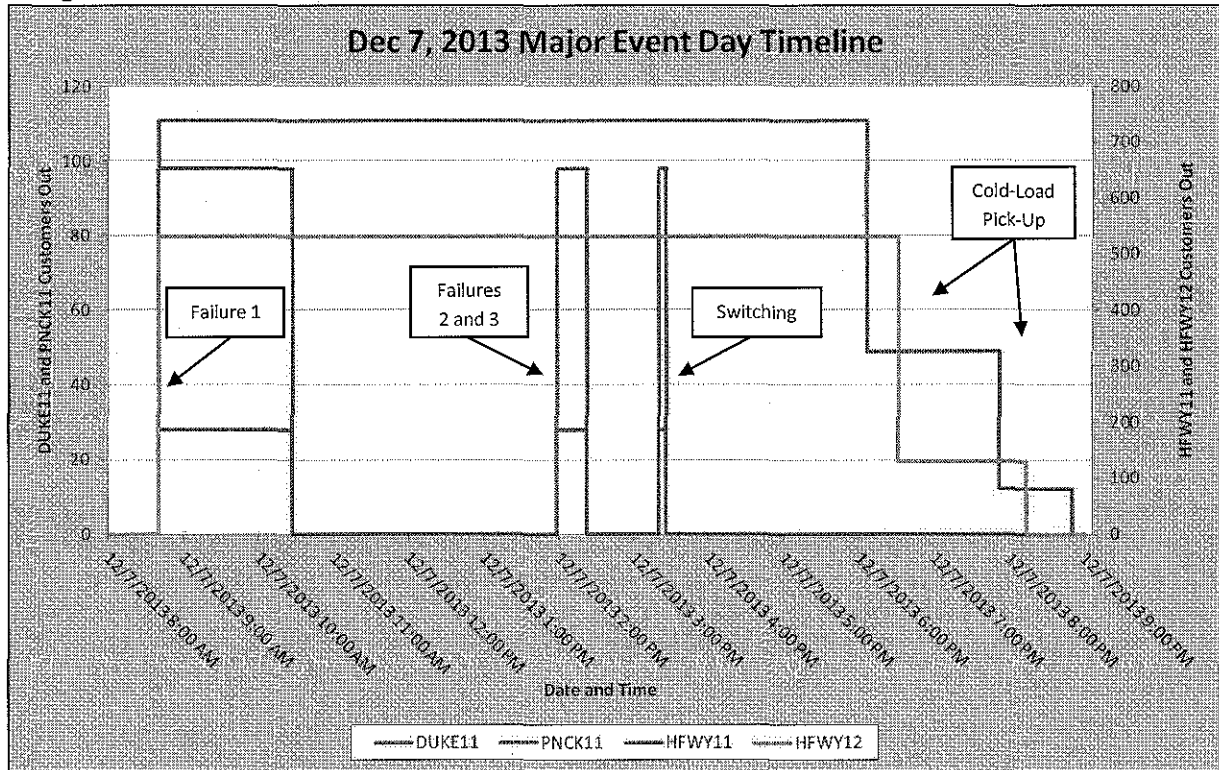 Dec 7, 2013 Major Event Day Timeline
DUKE11 and PNCK11 Customers Out
120
100
80
60
40
20
0
HFWY11 and HFWY12 Customers Out
800
700
600
500
400
300
200
100
0
Failure 1
Failures
2 and 3
Switching
Cold-Load
Pick-Up
12/7/2013 8:00 AM
12/7/2013 9:00 AM
12/7/2013 10:00 AM
12/7/2013 11:00 AM
12/7/2013 12:00 PM
12/7/2013 1:00 PM
12/7/2013 2:00 PM
12/7/2013 3:00 PM
12/7/2013 4:00 PM
12/7/2013 5:00 PM
12/7/2013 6:00 PM
12/7/2013 7:00 PM
12/7/2013 8:00 PM
12/7/2013 9:00 PM
Date and Time
DUKE11 PNCK11 HFWY11 HFWY12